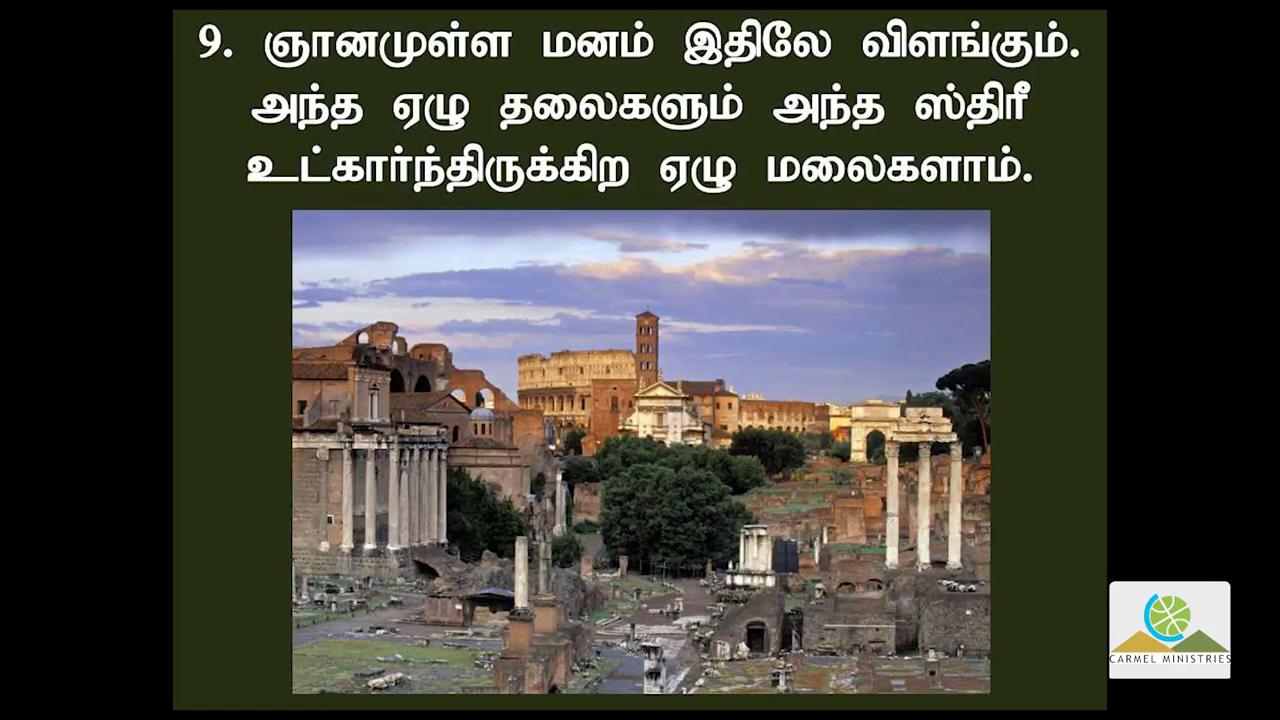 9. ஞானமுள்ள மனம் இதிலே விளங்கும்.
அந்த ஏழு தலைகளும் அந்த ஸ்திரீ
உட்கார்ந்திருக்கிற ஏழு மலைகளாம்.
CARMEL MINISTRIES